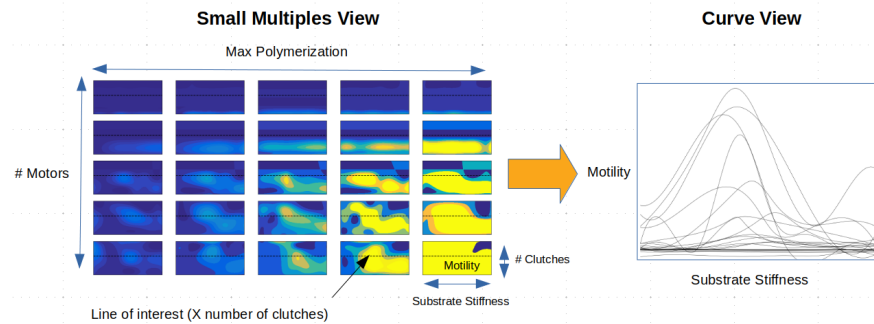 Small Multiples View
Curve View
Max Polymerization
# Motors
Motility
# Clutches
Motility
Substrate Stiffness
Line of interest (X number of clutches)
Substrate Stiffness